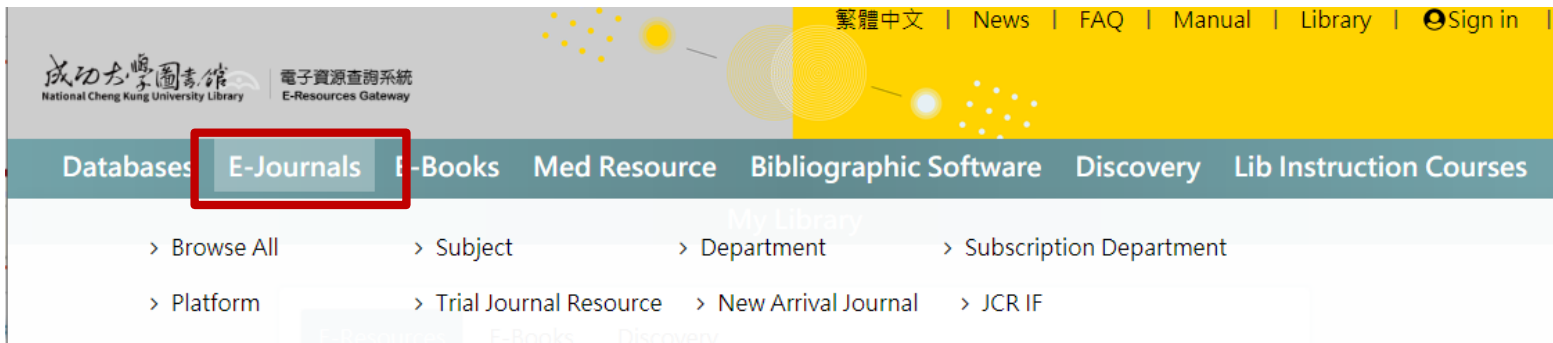 繁體中文 | News | FAQ | Manual | Library | Sign in |
成功大學圖書館
National Cheng Kung University Library
電子資源查詢系統
E-Resources Gateway
Databases E-Journals E-Books Med Resource Bibliographic Software Discovery Lib Instruction Courses
My Library
> Browse All > Subject > Department > Subscription Department
> Platform > Trial Journal Resource > New Arrival Journal > JCR IF
E-Resources E-Books Discovery